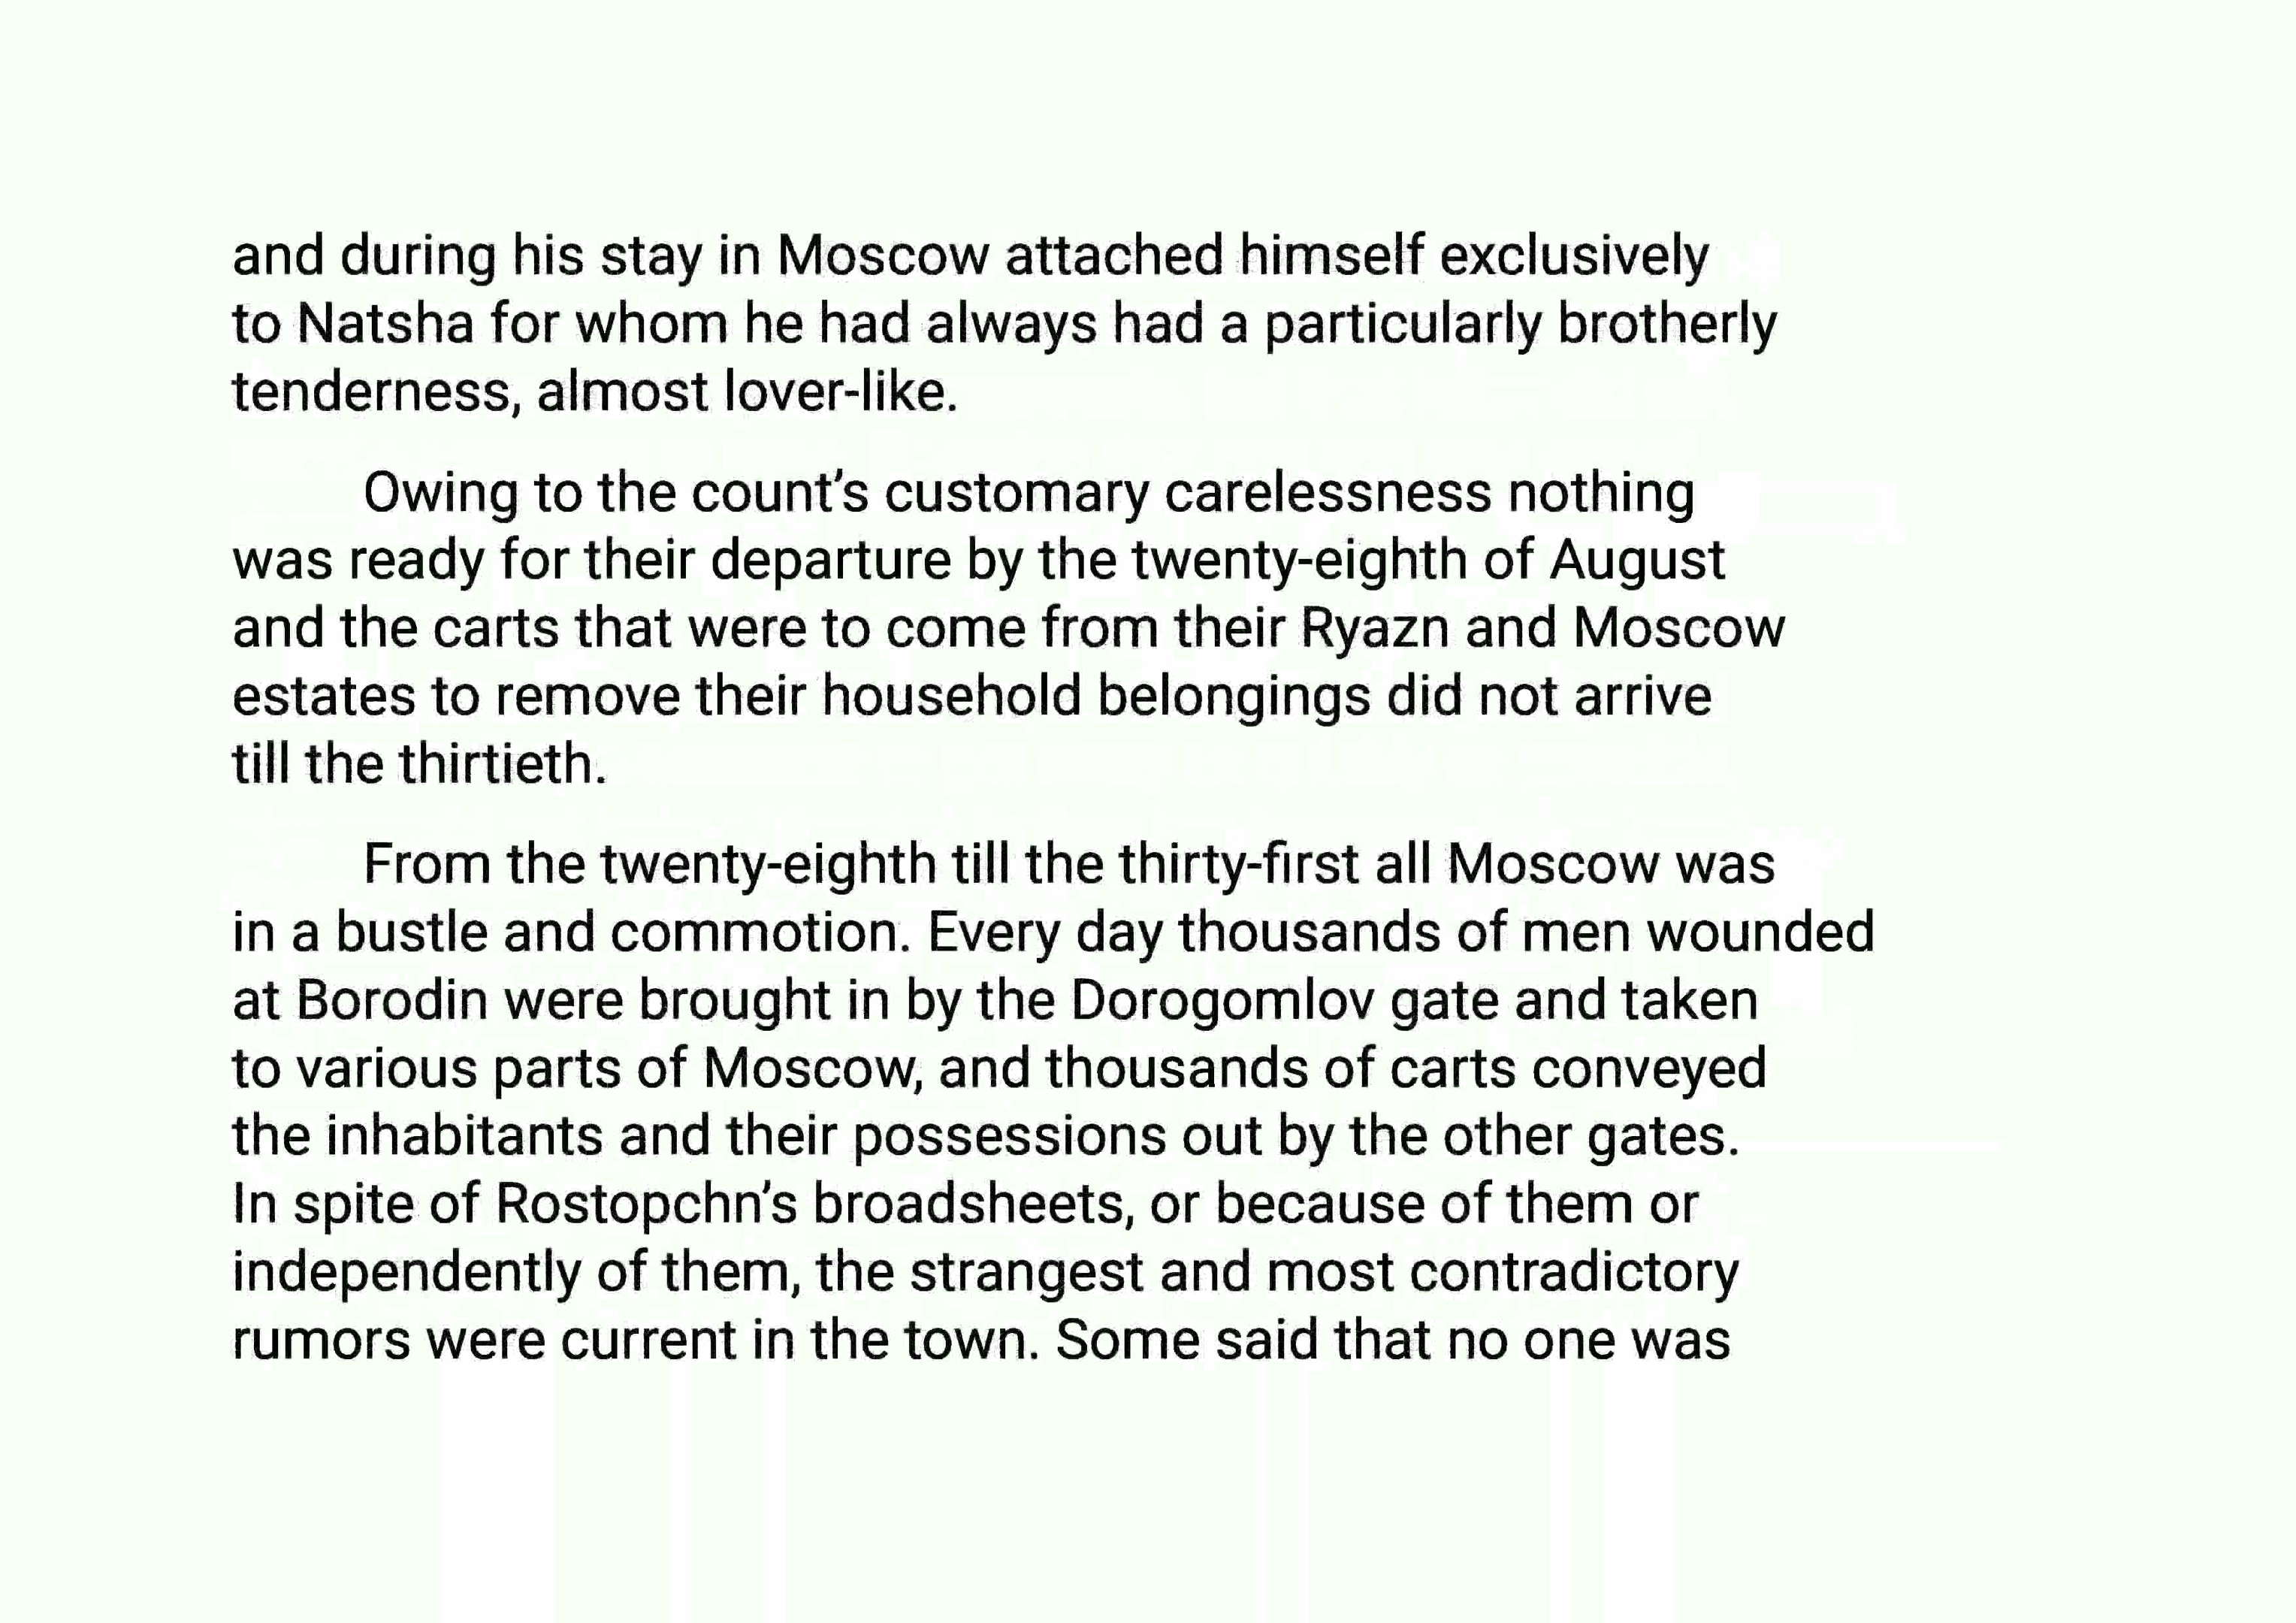 and during his stay in Moscow attached himself exclusively
to Natsha for whom he had always had a particularly brotherly
tenderness, almost lover-like.
Owing to the count's customary carelessness nothing
was ready for their departure by the twenty-eighth of August
and the carts that were to come from their Ryazn and Moscow
estates to remove their household belongings did not arrive
till the thirtieth.
From the twenty-eighth till the thirty-first all Moscow was
in a bustle and commotion. Every day thousands of men wounded
at Borodin were brought in by the Dorogomlov gate and taken
to various parts of Moscow, and thousands of carts conveyed
the inhabitants and their possessions out by the other gates.
In spite of Rostopchn's broadsheets, or because of them or
independently of them, the strangest and most contradictory
rumors were current in the town. Some said that no one was